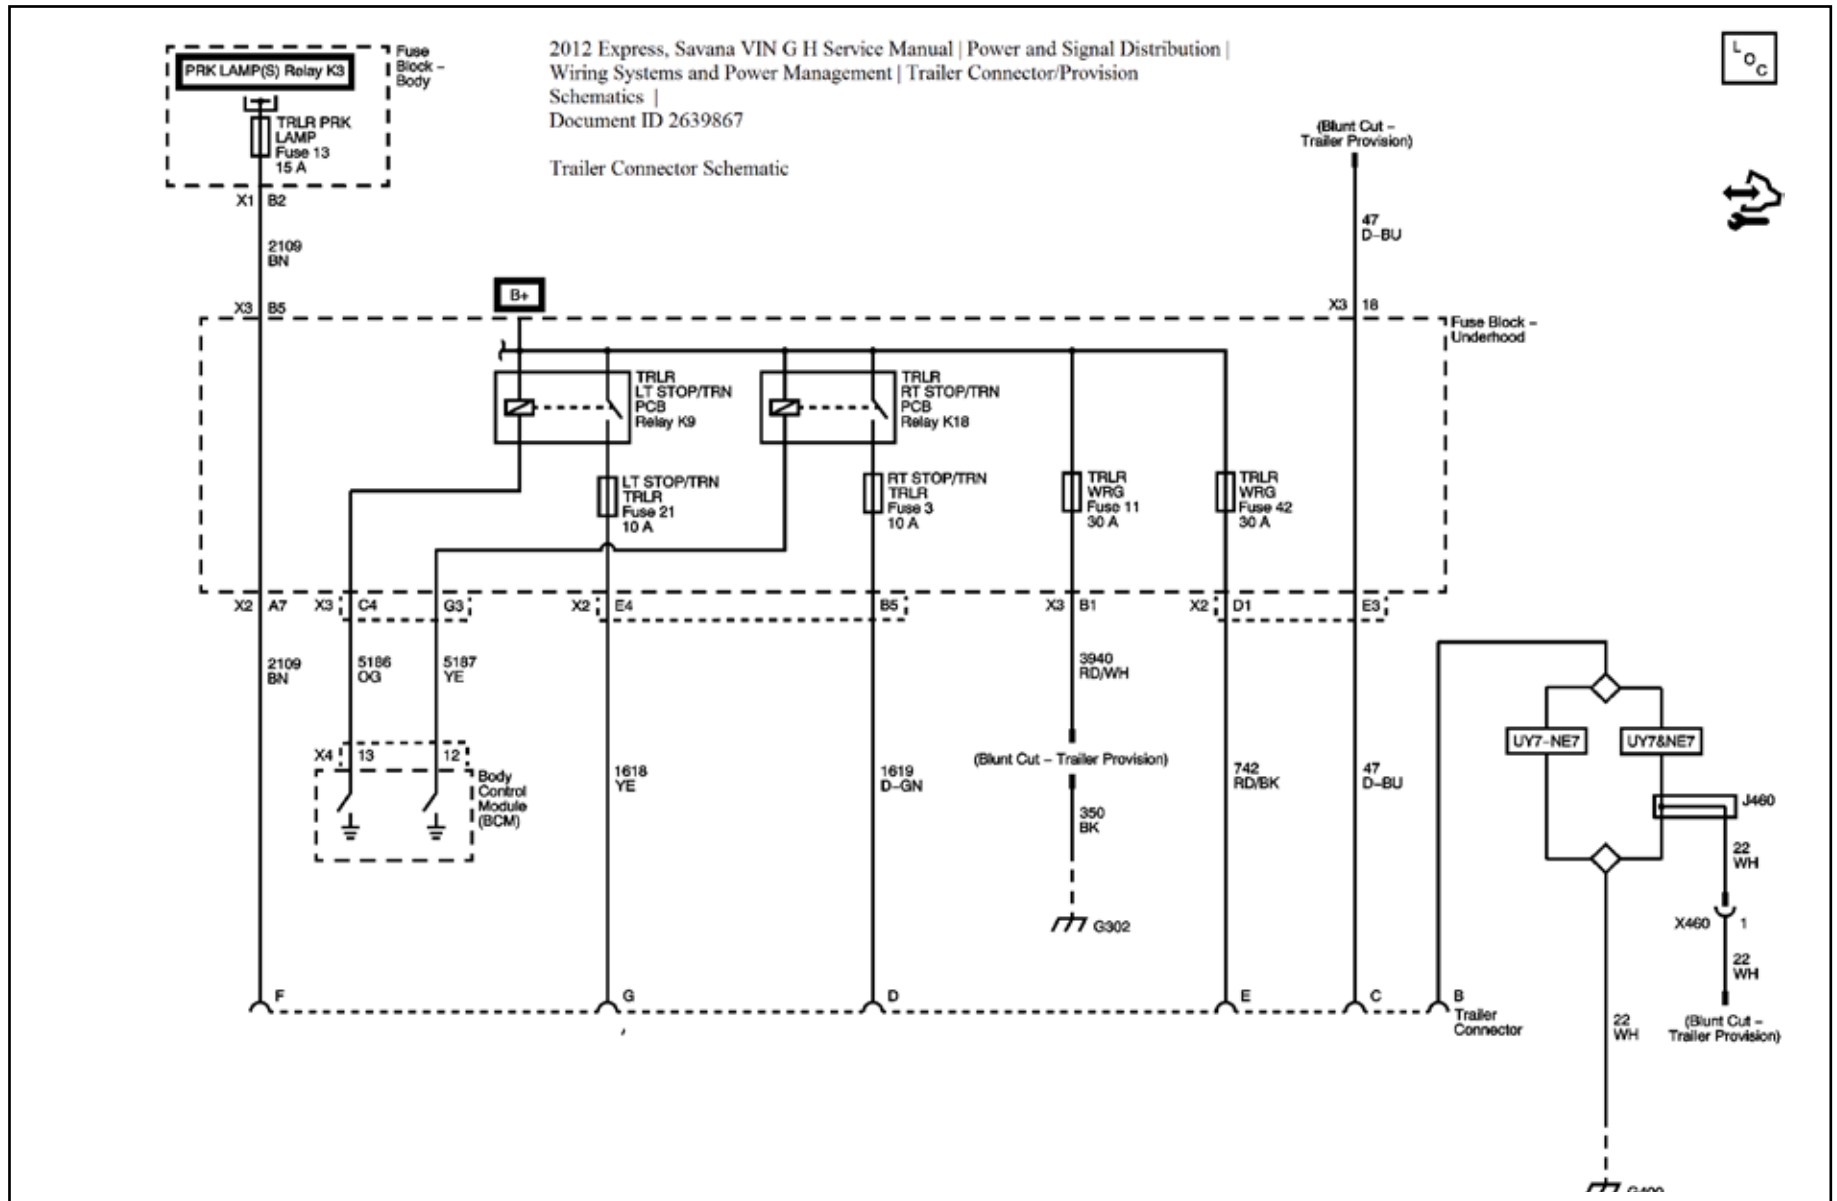 2012 Express, Savana VIN G H Service Manual | Power and Signal Distribution |
Wiring Systems and Power Management | Trailer Connector/Provision
Schematics |
Document ID 2639867
Trailer Connector Schematic
L
O
C
PRK LAMP(S) Relay K3
Fuse
Block –
Body
TRLR PRK
LAMP
Fuse 13
15 A
X1 B2
2109
BN
X3 B5
B+
(Blunt Cut –
Trailer Provision)
47
D–BU
X3 18
Fuse Block –
Underhood
TRLR
LT STOP/TRN
PCB
Relay K9
TRLR
RT STOP/TRN
PCB
Relay K18
LT STOP/TRN
TRLR
Fuse 21
10 A
RT STOP/TRN
TRLR
Fuse 3
10 A
TRLR
WRG
Fuse 11
30 A
TRLR
WRG
Fuse 42
30 A
X2 A7 X3 C4 G3 X2 E4 B5 X3 B1 X2 D1 E3
2109
BN
5186
OG
5187
YE
3940
RD/WH
X4 13 12
Body
Control
Module
(BCM)
1618
YE
1619
D–GN
(Blunt Cut – Trailer Provision)
350
BK
G302
742
RD/BK
47
D–BU
UY7–NE7
UY7&NE7
J460
22
WH
X460 1
22
WH
(Blunt Cut –
Trailer Provision)
22
WH
F G D E C B
Trailer
Connector